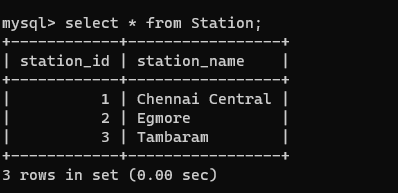 mysql> select * from Station;
+------------+-----------------+
| station_id | station_name    |
+------------+-----------------+
|          1 | Chennai Central |
|          2 | Egmore          |
|          3 | Tambaram        |
+------------+-----------------+
3 rows in set (0.00 sec)